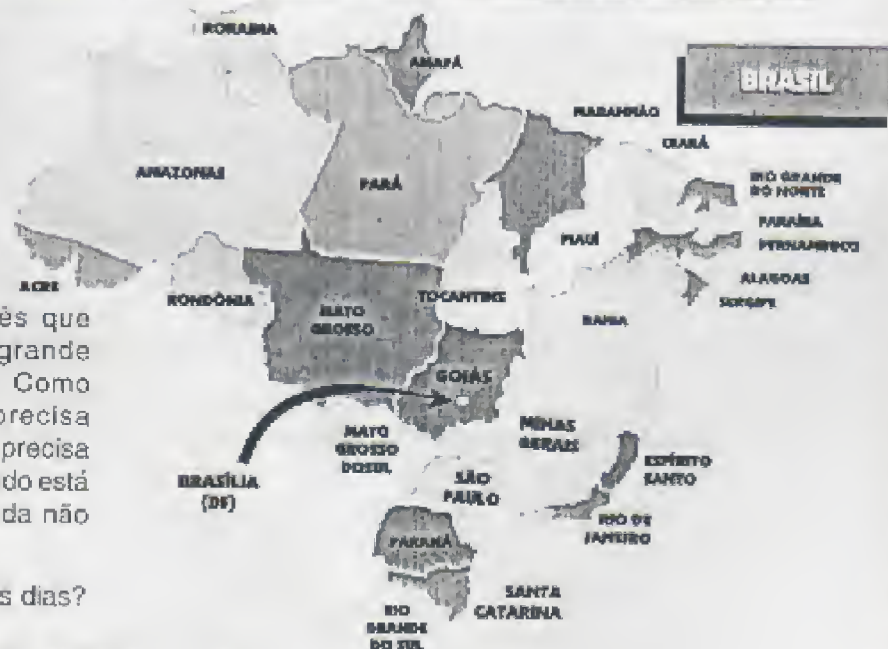 RORAIMA
AMAPÁ
BRASIL
MARANHÃO
CEARÁ
AMAZONAS
PARÁ
RIO GRANDE
DO NORTE
PARAÍBA
PIAUÍ
PERNAMBUCO
ACRE
RONDÔNIA
TOCANTINS
ALAGOAS
SERGIPE
MATO
GROSSO
BAHIA
ês que
grande
Como
precisa
precisa
do está
da não
s dias?
GOIÁS
MATO
GROSSO
DO SUL
MINAS
GERAIS
BRASÍLIA
(DF)
SÃO
PAULO
ESPÍRITO
SANTO
RIO DE
JANEIRO
PARANÁ
SANTA
CATARINA
RIO
GRANDE
DO SUL